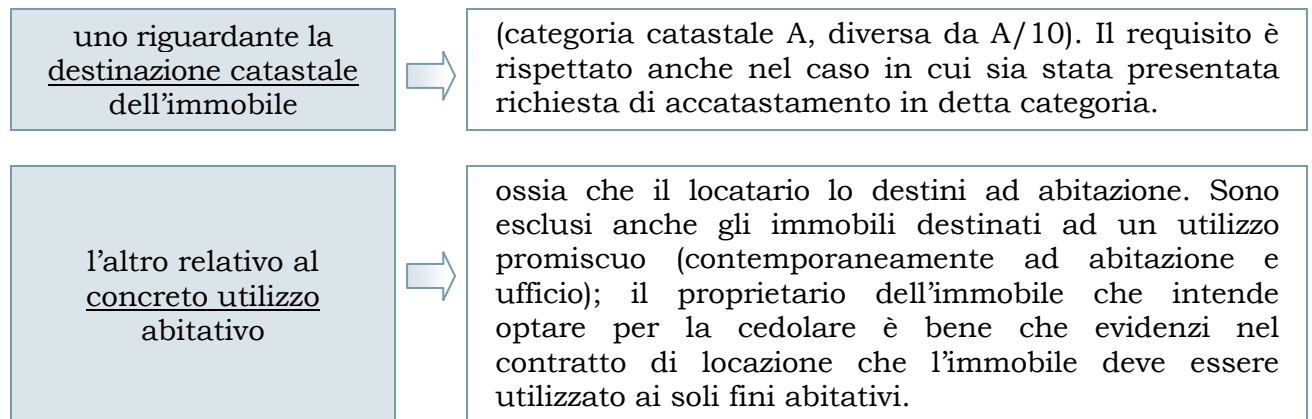 uno riguardante la
destinazione catastale
dell’immobile
(categoria catastale A, diversa da A/10). Il requisito è
rispettato anche nel caso in cui sia stata presentata
richiesta di accatastamento in detta categoria.
l’altro relativo al
concreto utilizzo
abitativo
ossia che il locatario lo destini ad abitazione. Sono
esclusi anche gli immobili destinati ad un utilizzo
promiscuo (contemporaneamente ad abitazione e
ufficio); il proprietario dell’immobile che intende
optare per la cedolare è bene che evidenzi nel
contratto di locazione che l’immobile deve essere
utilizzato ai soli fini abitativi.